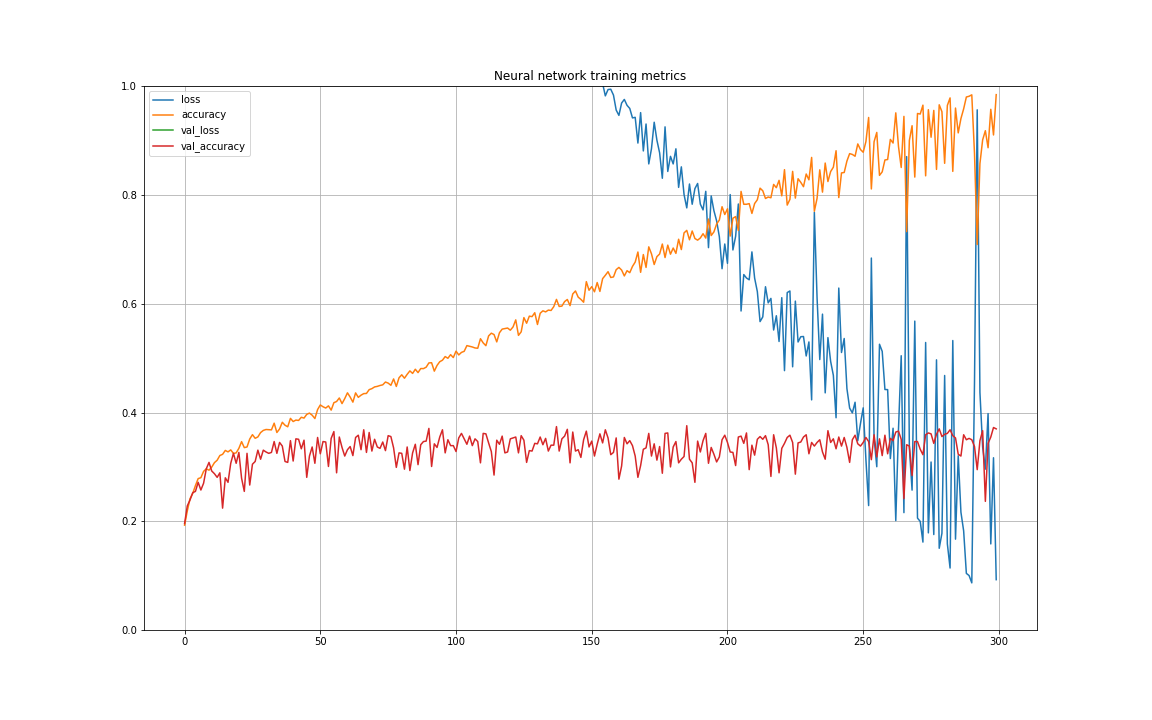 Neural network training metrics
1.0
loss
accuracy
val_loss
val_accuracy
0.8
0.6
0.4
0.2
0.0
0 50 100 150 200 250 300